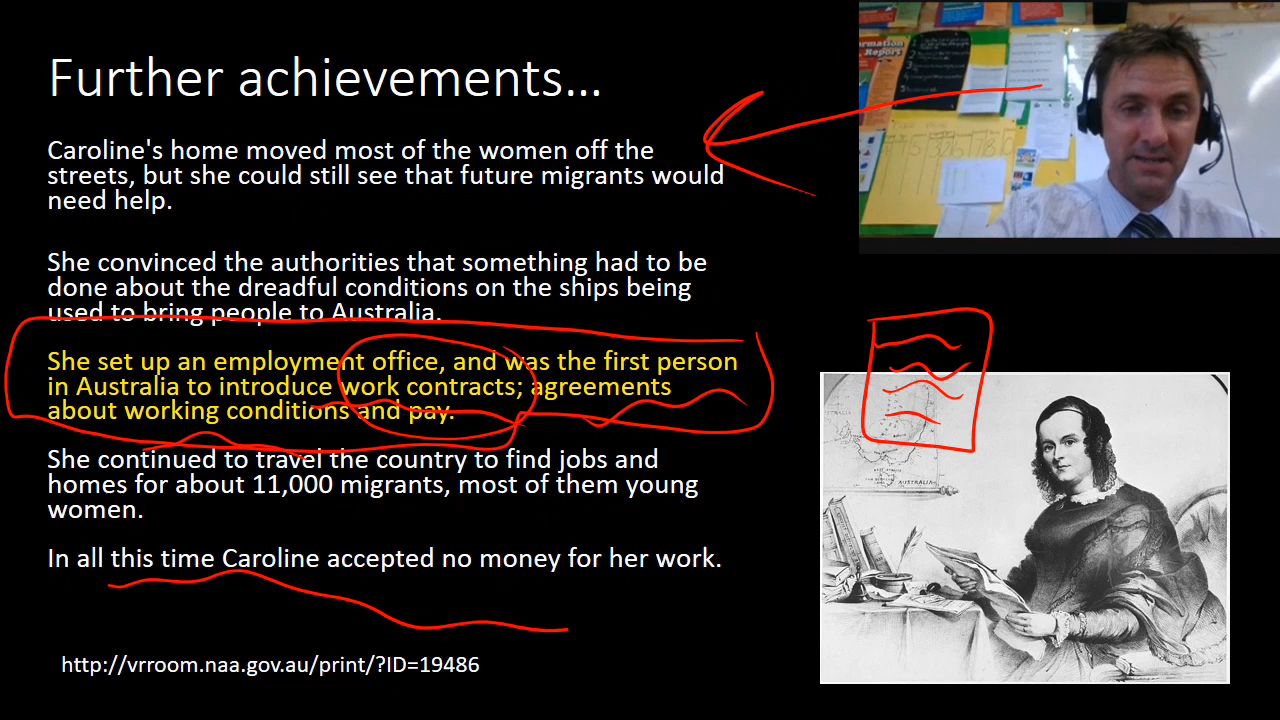 Further achievements...
Caroline's home moved most of the women off the
streets, but she could still see that future migrants would
need help.
She convinced the authorities that something had to be
done about the dreadful conditions on the ships being
used to bring people to Australia.
She set up an employment office, and was the first person
in Australia to introduce work contracts; agreements
about working conditions and pay.
She continued to travel the country to find jobs and
homes for about 11,000 migrants, most of them young
women.
In all this time Caroline accepted no money for her work.
http://vrroom.naa.gov.au/print/?ID=19486
rmation
Report
AUSTRALIA